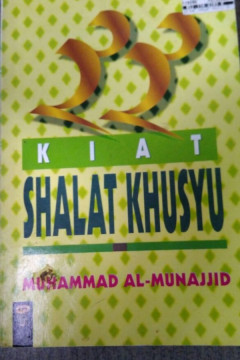 33
KIAT
SHALAT KHUSYU
MUHAMMAD AL-MUNAJJID